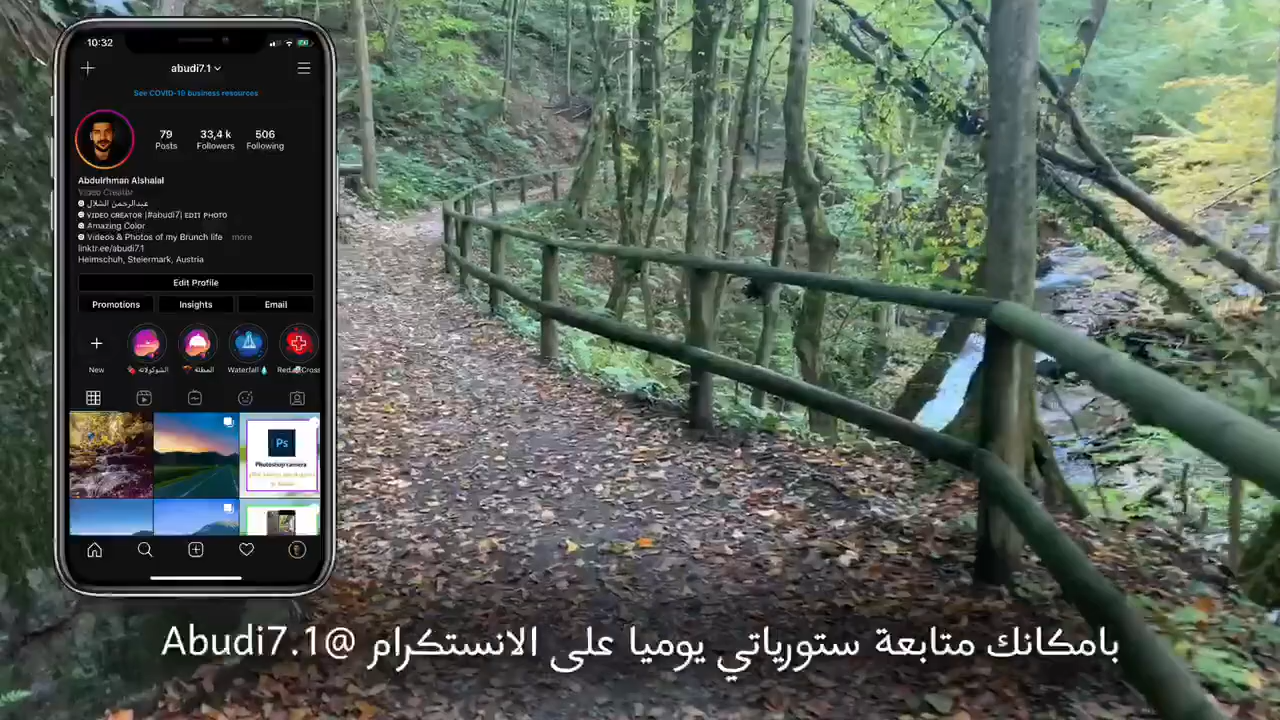 10:32
abudi7.1
See COVID-19 business resources
79
33,4 k
506
Posts
Followers
Following
Abdulrhman Alshalal
Video Creator
عبدالرحمن الشلال
VIDEO CREATOR |#abudi7| EDIT PHOTO
Amazing Color
Videos & Photos of my Brunch life more
linktr.ee/abudi7.1
Heimschuh, Steiermark, Austria
Edit Profile
Promotions
Insights
Email
New
الشوكولاته
المظلة
Waterfall
Red Cross
Ps
Photoshop camera
بامكانك متابعة ستورياتي يوميا على الانستكرام @Abudi7.1